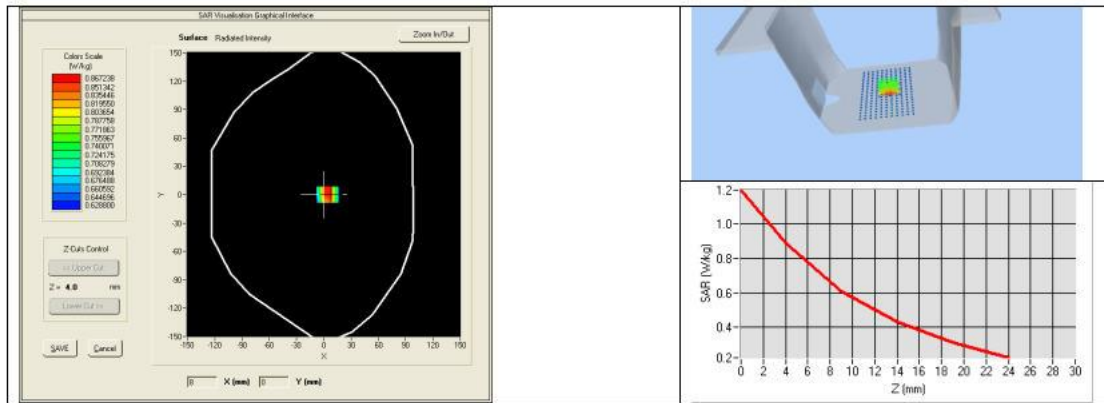 SAR Visualisation Graphical Interface
Surface Radiated Intensity
Zoom In/Out
Colors Scale
(W/kg)
0.867238
0.851342
0.835446
0.819550
0.803654
0.787758
0.771863
0.755967
0.740071
0.724175
0.708279
0.692384
0.676488
0.660592
0.644696
0.628800
Z-Cuts Control
<< Upper Cut
Z = 4.0 mm
Lower Cut >>
SAVE Cancel
150
120
90
60
30
0
-30
-60
-90
-120
-150
Y
-150 -120 -90 -60 -30 0 30 60 90 120 150
X
0 X (mm) 0 Y (mm)
1.2
1.0
0.8
0.6
0.4
0.2
SAR (W/kg)
0 2 4 6 8 10 12 14 16 18 20 22 24 26 28 30
Z (mm)